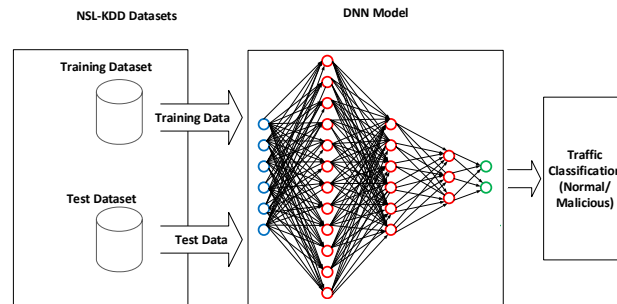 NSL-KDD Datasets
DNN Model
Training Dataset
Training Data
Test Dataset
Test Data
Traffic
Classification
(Normal/
Malicious)